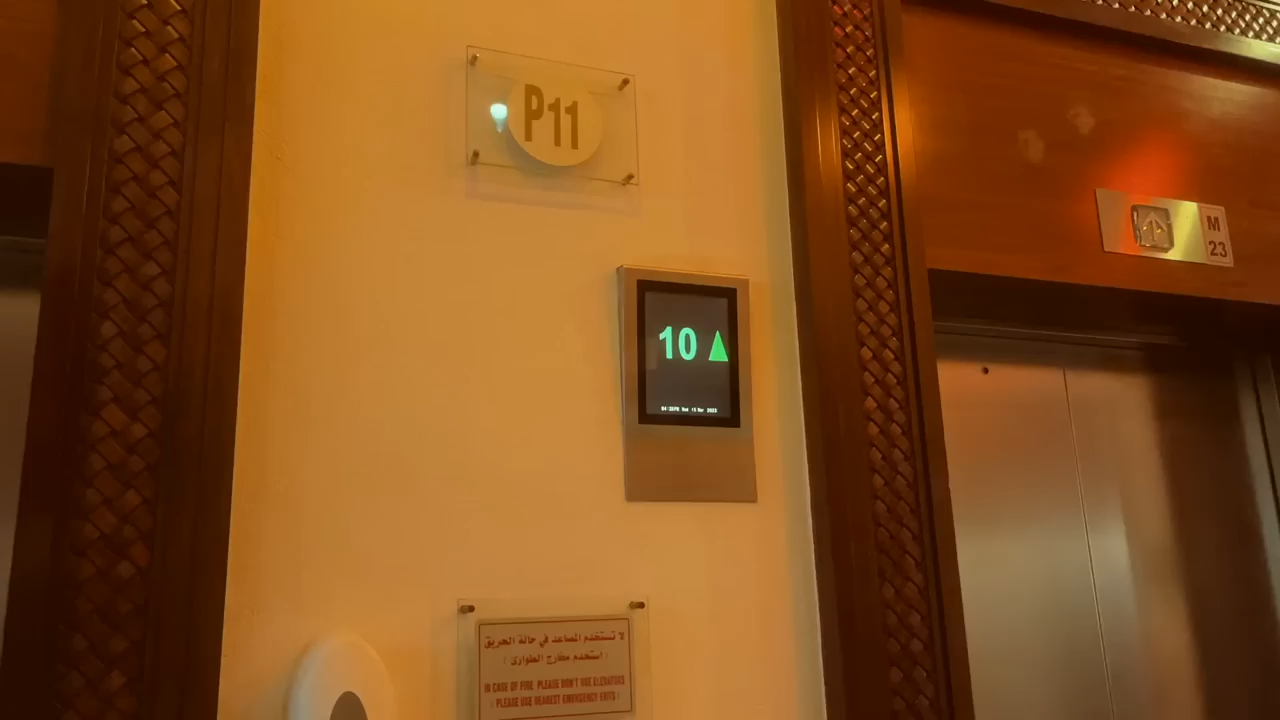 P11
M
23
10
لا تستخدم المصاعد في حالة الحريق
( استخدم مخارج الطوارئ )
IN CASE OF FIRE PLEASE DON'T USE ELEVATORS
( PLEASE USE NEAREST EMERGENCY EXITS )